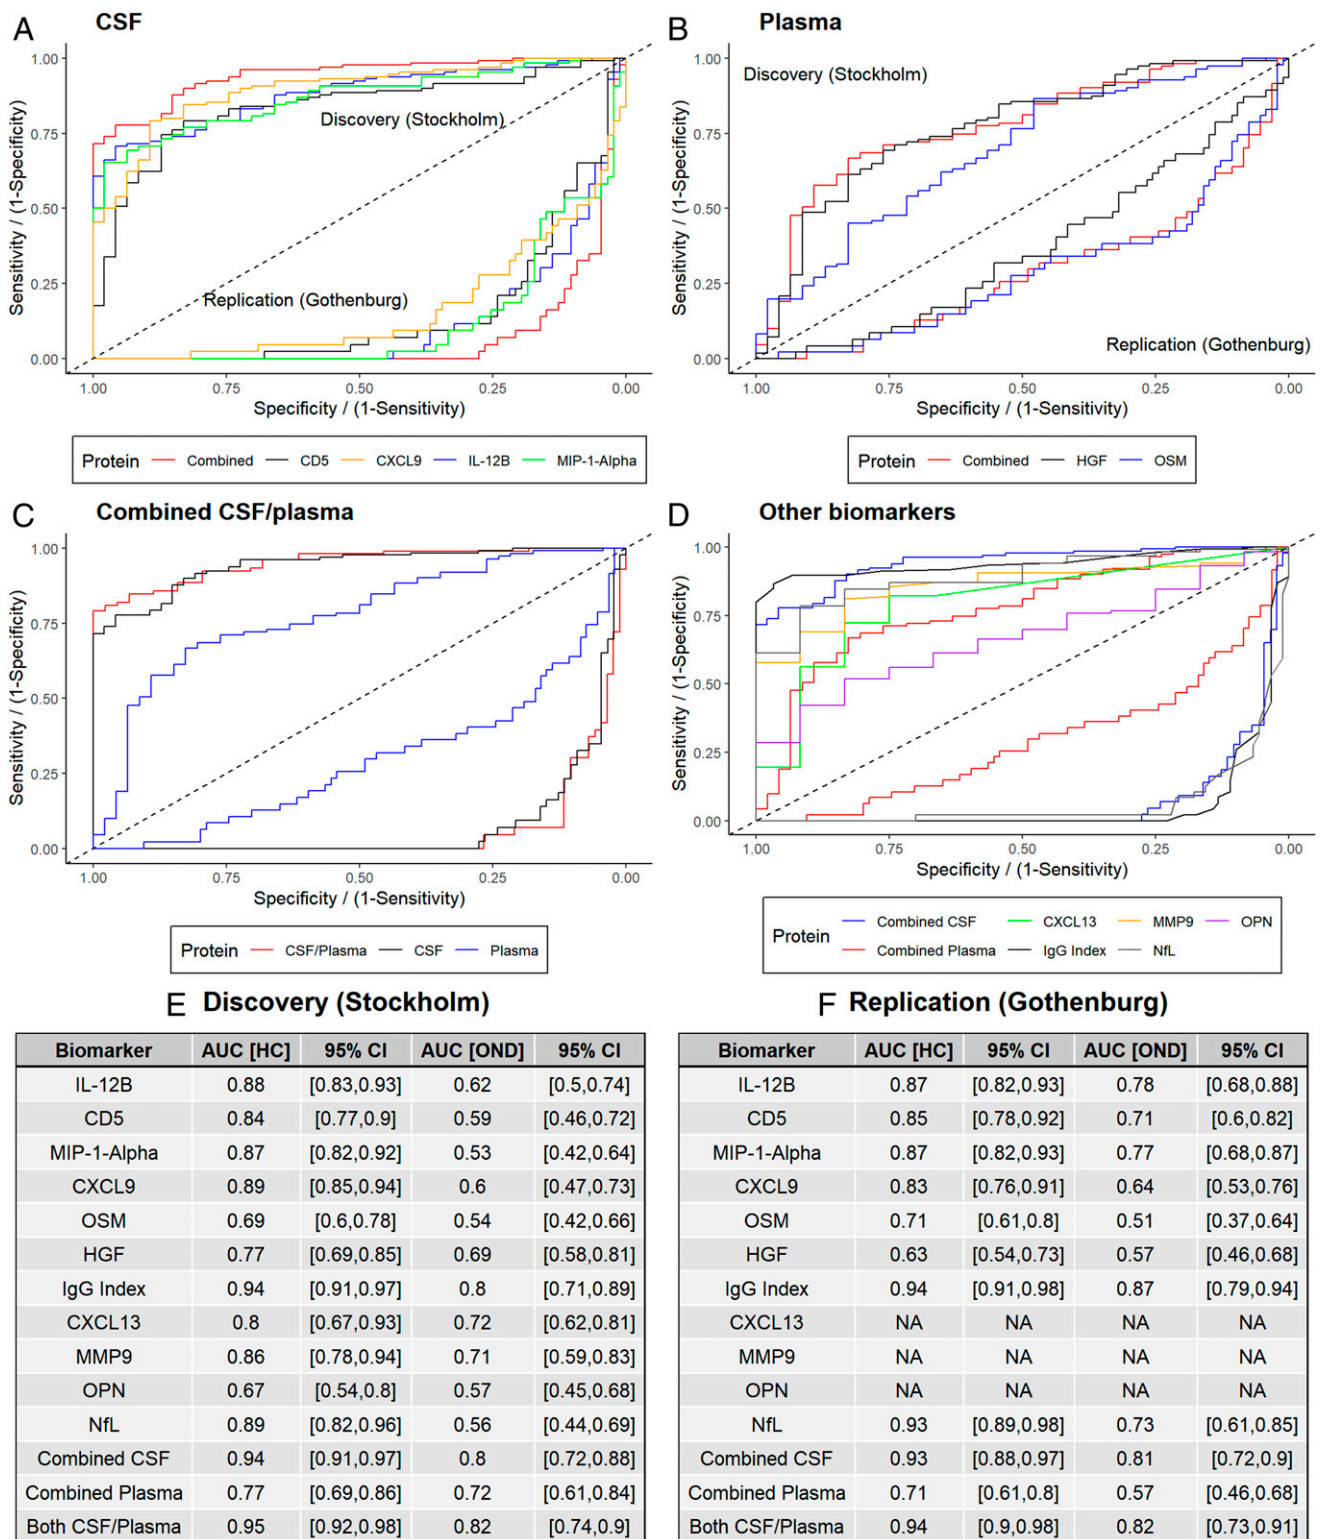 A CSF
1.00
0.75
0.50
0.25
0.00
Sensitivity / (1-Specificity)
Discovery (Stockholm)
Replication (Gothenburg)
1.00 0.75 0.50 0.25 0.00
Specificity / (1-Sensitivity)
Protein Combined CD5 CXCL9 IL-12B MIP-1-Alpha
B Plasma
1.00
0.75
0.50
0.25
0.00
Sensitivity / (1-Specificity)
Discovery (Stockholm)
Replication (Gothenburg)
1.00 0.75 0.50 0.25 0.00
Specificity / (1-Sensitivity)
Protein Combined HGF OSM
C Combined CSF/plasma
1.00
0.75
0.50
0.25
0.00
Sensitivity / (1-Specificity)
1.00 0.75 0.50 0.25 0.00
Specificity / (1-Sensitivity)
Protein CSF/Plasma CSF Plasma
D Other biomarkers
1.00
0.75
0.50
0.25
0.00
Sensitivity / (1-Specificity)
1.00 0.75 0.50 0.25 0.00
Specificity / (1-Sensitivity)
Protein
Combined CSF CXCL13 MMP9 OPN
Combined Plasma IgG Index NfL
E Discovery (Stockholm)
Biomarker AUC [HC] 95% CI AUC [OND] 95% CI
IL-12B 0.88 [0.83,0.93] 0.62 [0.5,0.74]
CD5 0.84 [0.77,0.9] 0.59 [0.46,0.72]
MIP-1-Alpha 0.87 [0.82,0.92] 0.53 [0.42,0.64]
CXCL9 0.89 [0.85,0.94] 0.6 [0.47,0.73]
OSM 0.69 [0.6,0.78] 0.54 [0.42,0.66]
HGF 0.77 [0.69,0.85] 0.69 [0.58,0.81]
IgG Index 0.94 [0.91,0.97] 0.8 [0.71,0.89]
CXCL13 0.8 [0.67,0.93] 0.72 [0.62,0.81]
MMP9 0.86 [0.78,0.94] 0.71 [0.59,0.83]
OPN 0.67 [0.54,0.8] 0.57 [0.45,0.68]
NfL 0.89 [0.82,0.96] 0.56 [0.44,0.69]
Combined CSF 0.94 [0.91,0.97] 0.8 [0.72,0.88]
Combined Plasma 0.77 [0.69,0.86] 0.72 [0.61,0.84]
Both CSF/Plasma 0.95 [0.92,0.98] 0.82 [0.74,0.9]
F Replication (Gothenburg)
Biomarker AUC [HC] 95% CI AUC [OND] 95% CI
IL-12B 0.87 [0.82,0.93] 0.78 [0.68,0.88]
CD5 0.85 [0.78,0.92] 0.71 [0.6,0.82]
MIP-1-Alpha 0.87 [0.82,0.93] 0.77 [0.68,0.87]
CXCL9 0.83 [0.76,0.91] 0.64 [0.53,0.76]
OSM 0.71 [0.61,0.8] 0.51 [0.37,0.64]
HGF 0.63 [0.54,0.73] 0.57 [0.46,0.68]
IgG Index 0.94 [0.91,0.98] 0.87 [0.79,0.94]
CXCL13 NA NA NA NA
MMP9 NA NA NA NA
OPN NA NA NA NA
NfL 0.93 [0.89,0.98] 0.73 [0.61,0.85]
Combined CSF 0.93 [0.88,0.97] 0.81 [0.72,0.9]
Combined Plasma 0.71 [0.61,0.8] 0.57 [0.46,0.68]
Both CSF/Plasma 0.94 [0.9,0.98] 0.82 [0.73,0.91]